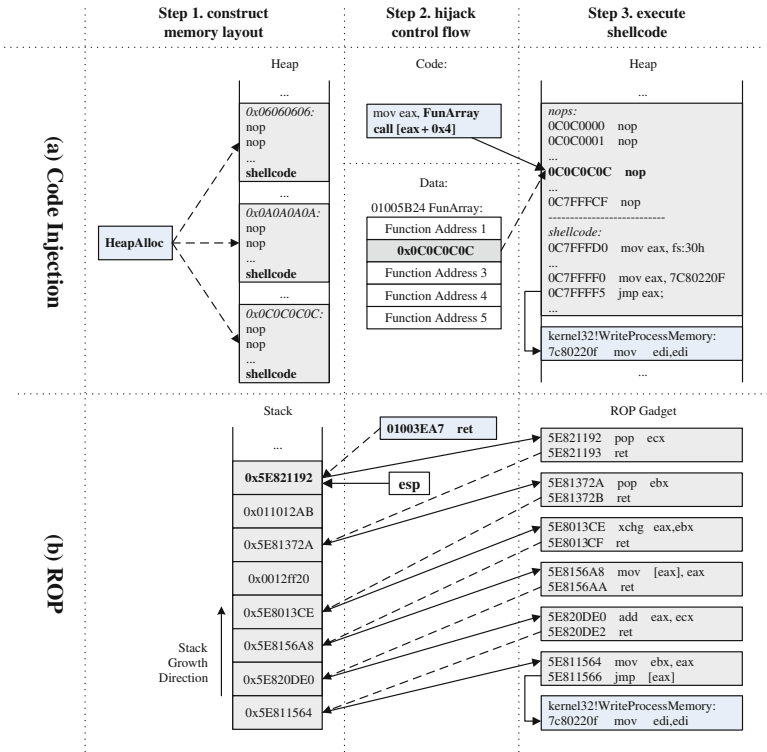 Step 1. construct
memory layout
Step 2. hijack
control flow
Step 3. execute
shellcode
(a) Code Injection
Heap
...
0x06060606:
nop
nop
...
shellcode
...
0x0A0A0A0A:
nop
nop
...
shellcode
...
0x0C0C0C0C:
nop
nop
...
shellcode
HeapAlloc
Code:
mov eax, FunArray
call [eax + 0x4]
Data:
01005B24 FunArray:
Function Address 1
0x0C0C0C0C
Function Address 3
Function Address 4
Function Address 5
Heap
...
nops:
0C0C0000 nop
0C0C0001 nop
...
0C0C0C0C nop
...
0C7FFFCF nop
----------------------------
shellcode:
0C7FFFD0 mov eax, fs:30h
...
0C7FFFF0 mov eax, 7C80220F
0C7FFFF5 jmp eax;
...
kernel32!WriteProcessMemory:
7c80220f mov edi,edi
...
(b) ROP
Stack
...
0x5E821192
0x011012AB
0x5E81372A
0x0012ff20
0x5E8013CE
0x5E8156A8
0x5E820DE0
0x5E811564
Stack
Growth
Direction
01003EA7 ret
esp
ROP Gadget
5E821192 pop ecx
5E821193 ret
5E81372A pop ebx
5E81372B ret
5E8013CE xchg eax,ebx
5E8013CF ret
5E8156A8 mov [eax], eax
5E8156AA ret
5E820DE0 add eax, ecx
5E820DE2 ret
5E811564 mov ebx, eax
5E811566 jmp [eax]
kernel32!WriteProcessMemory:
7c80220f mov edi,edi